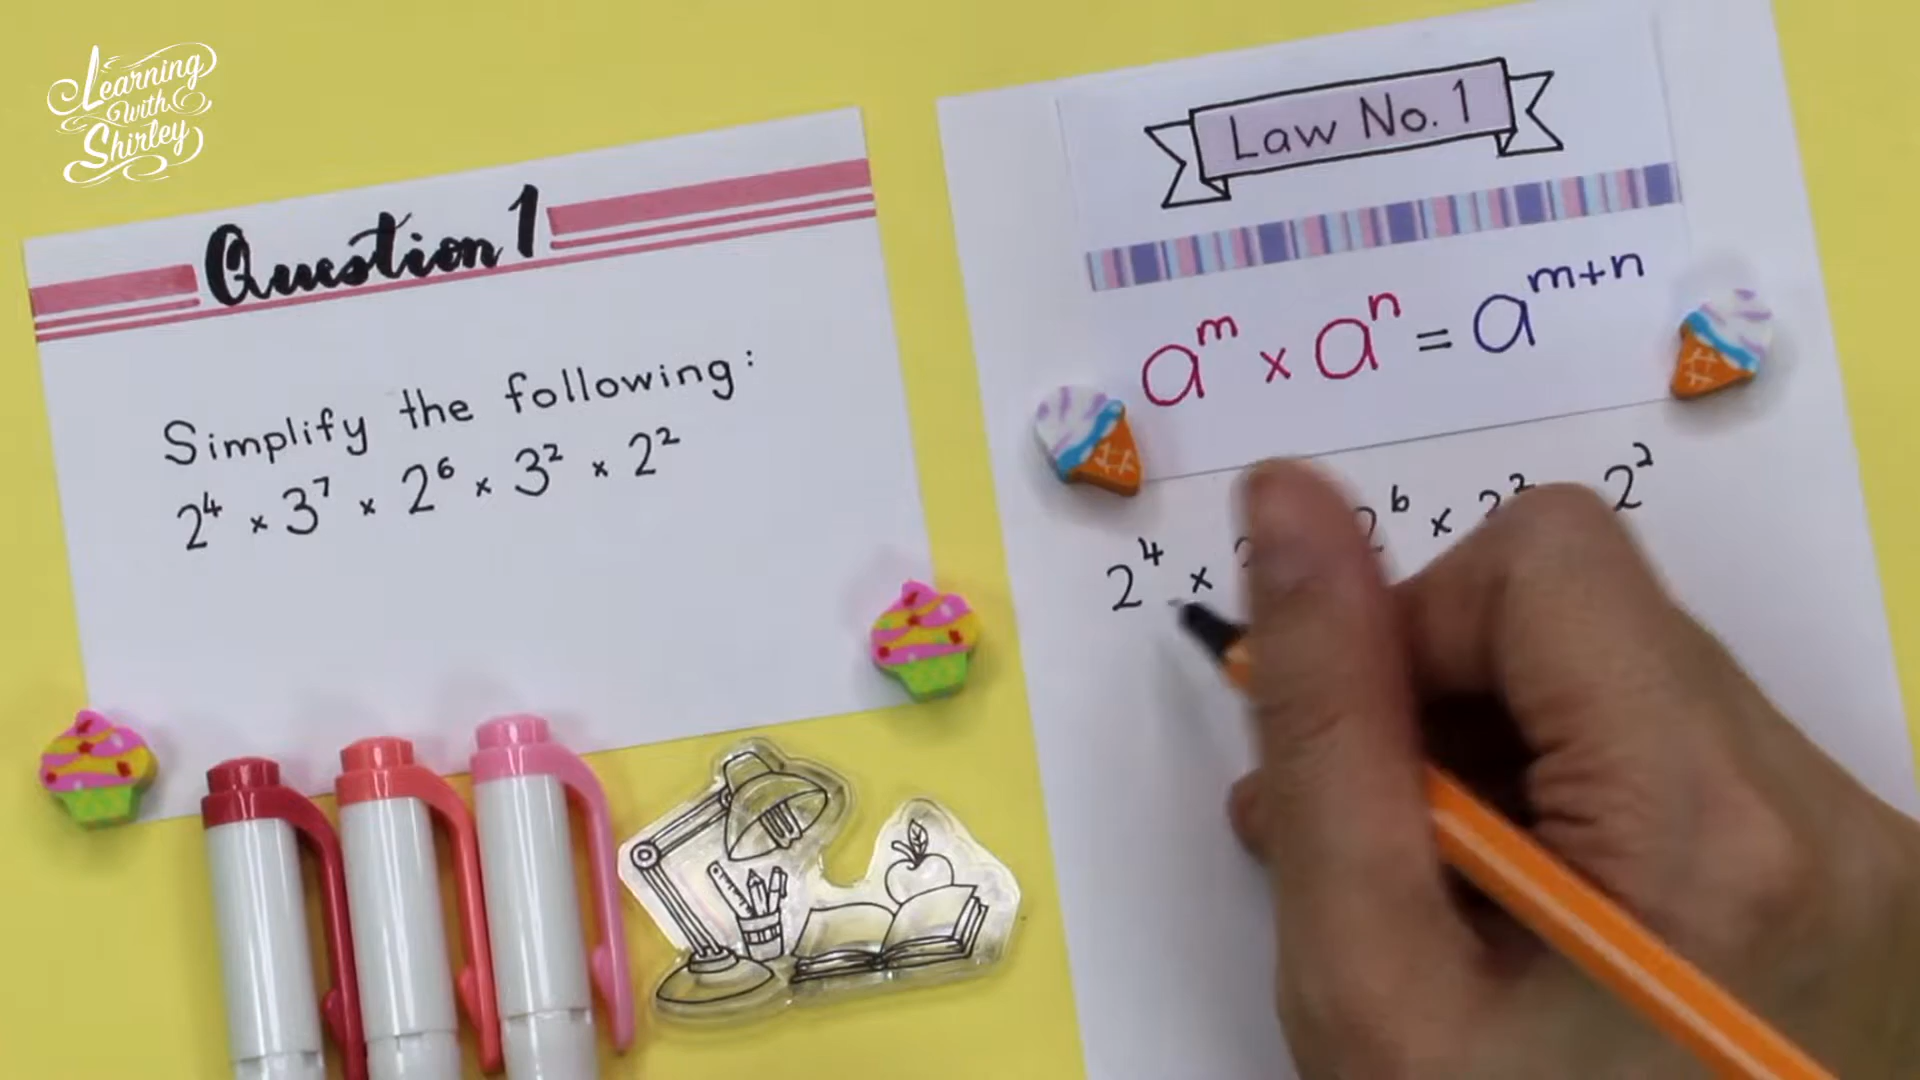 Learning
With
Shirley
Question 1
Simplify the following:
2⁴ × 3⁷ × 2⁶ × 3² × 2²
Law No. 1
aᵐ × aⁿ = aᵐ⁺ⁿ
2⁴ × 2⁶ × 2²